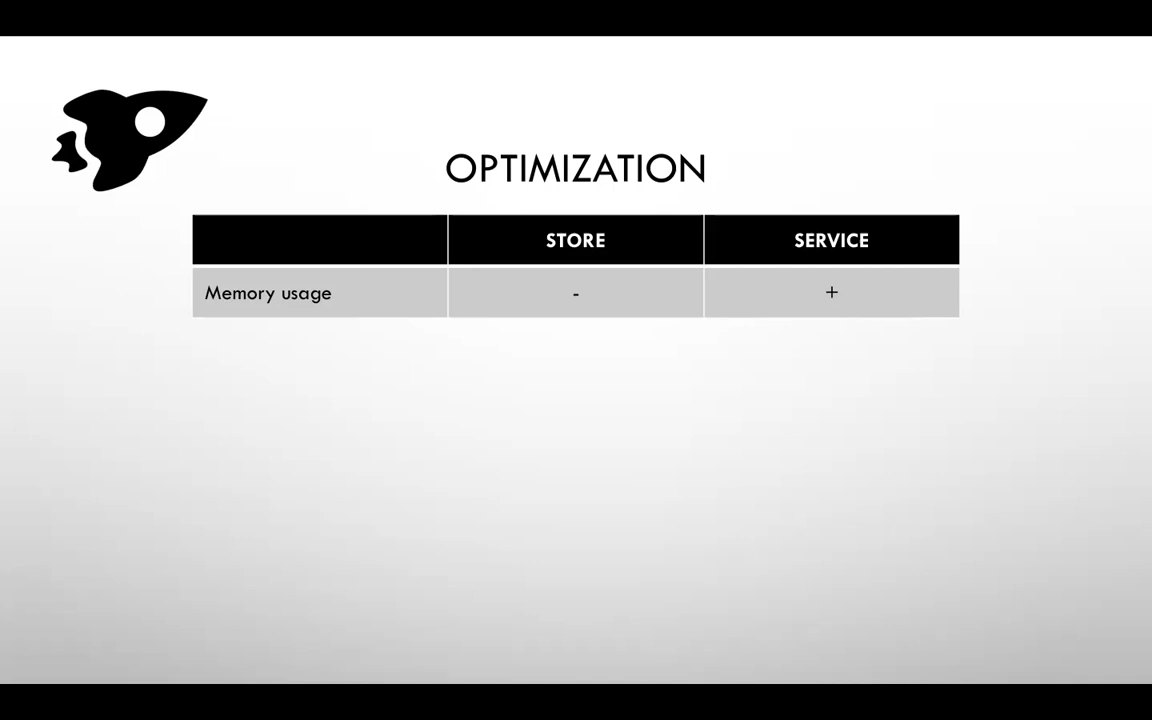 OPTIMIZATION
STORE SERVICE
Memory usage - +